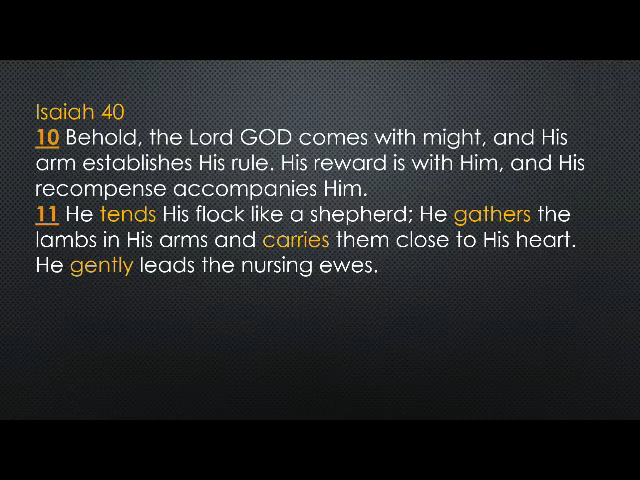 Isaiah 40
10 Behold, the Lord GOD comes with might, and His
arm establishes His rule. His reward is with Him, and His
recompense accompanies Him.
11 He tends His flock like a shepherd; He gathers the
lambs in His arms and carries them close to His heart.
He gently leads the nursing ewes.